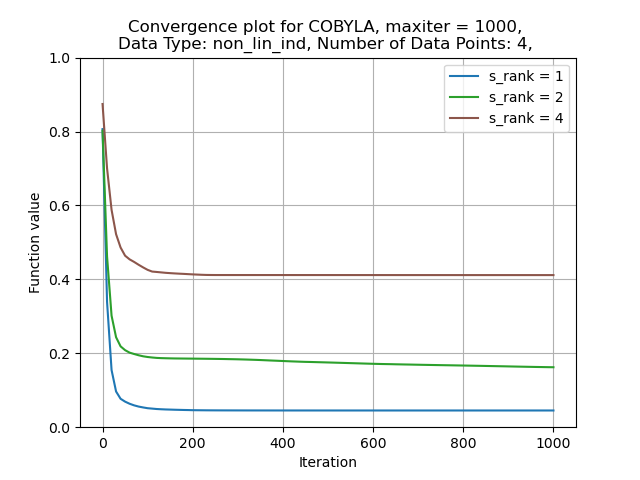 Convergence plot for COBYLA, maxiter = 1000,
Data Type: non_lin_ind, Number of Data Points: 4,
1.0
0.8
0.6
0.4
0.2
0.0
Function value
s_rank = 1
s_rank = 2
s_rank = 4
0
200
400
600
800
1000
Iteration